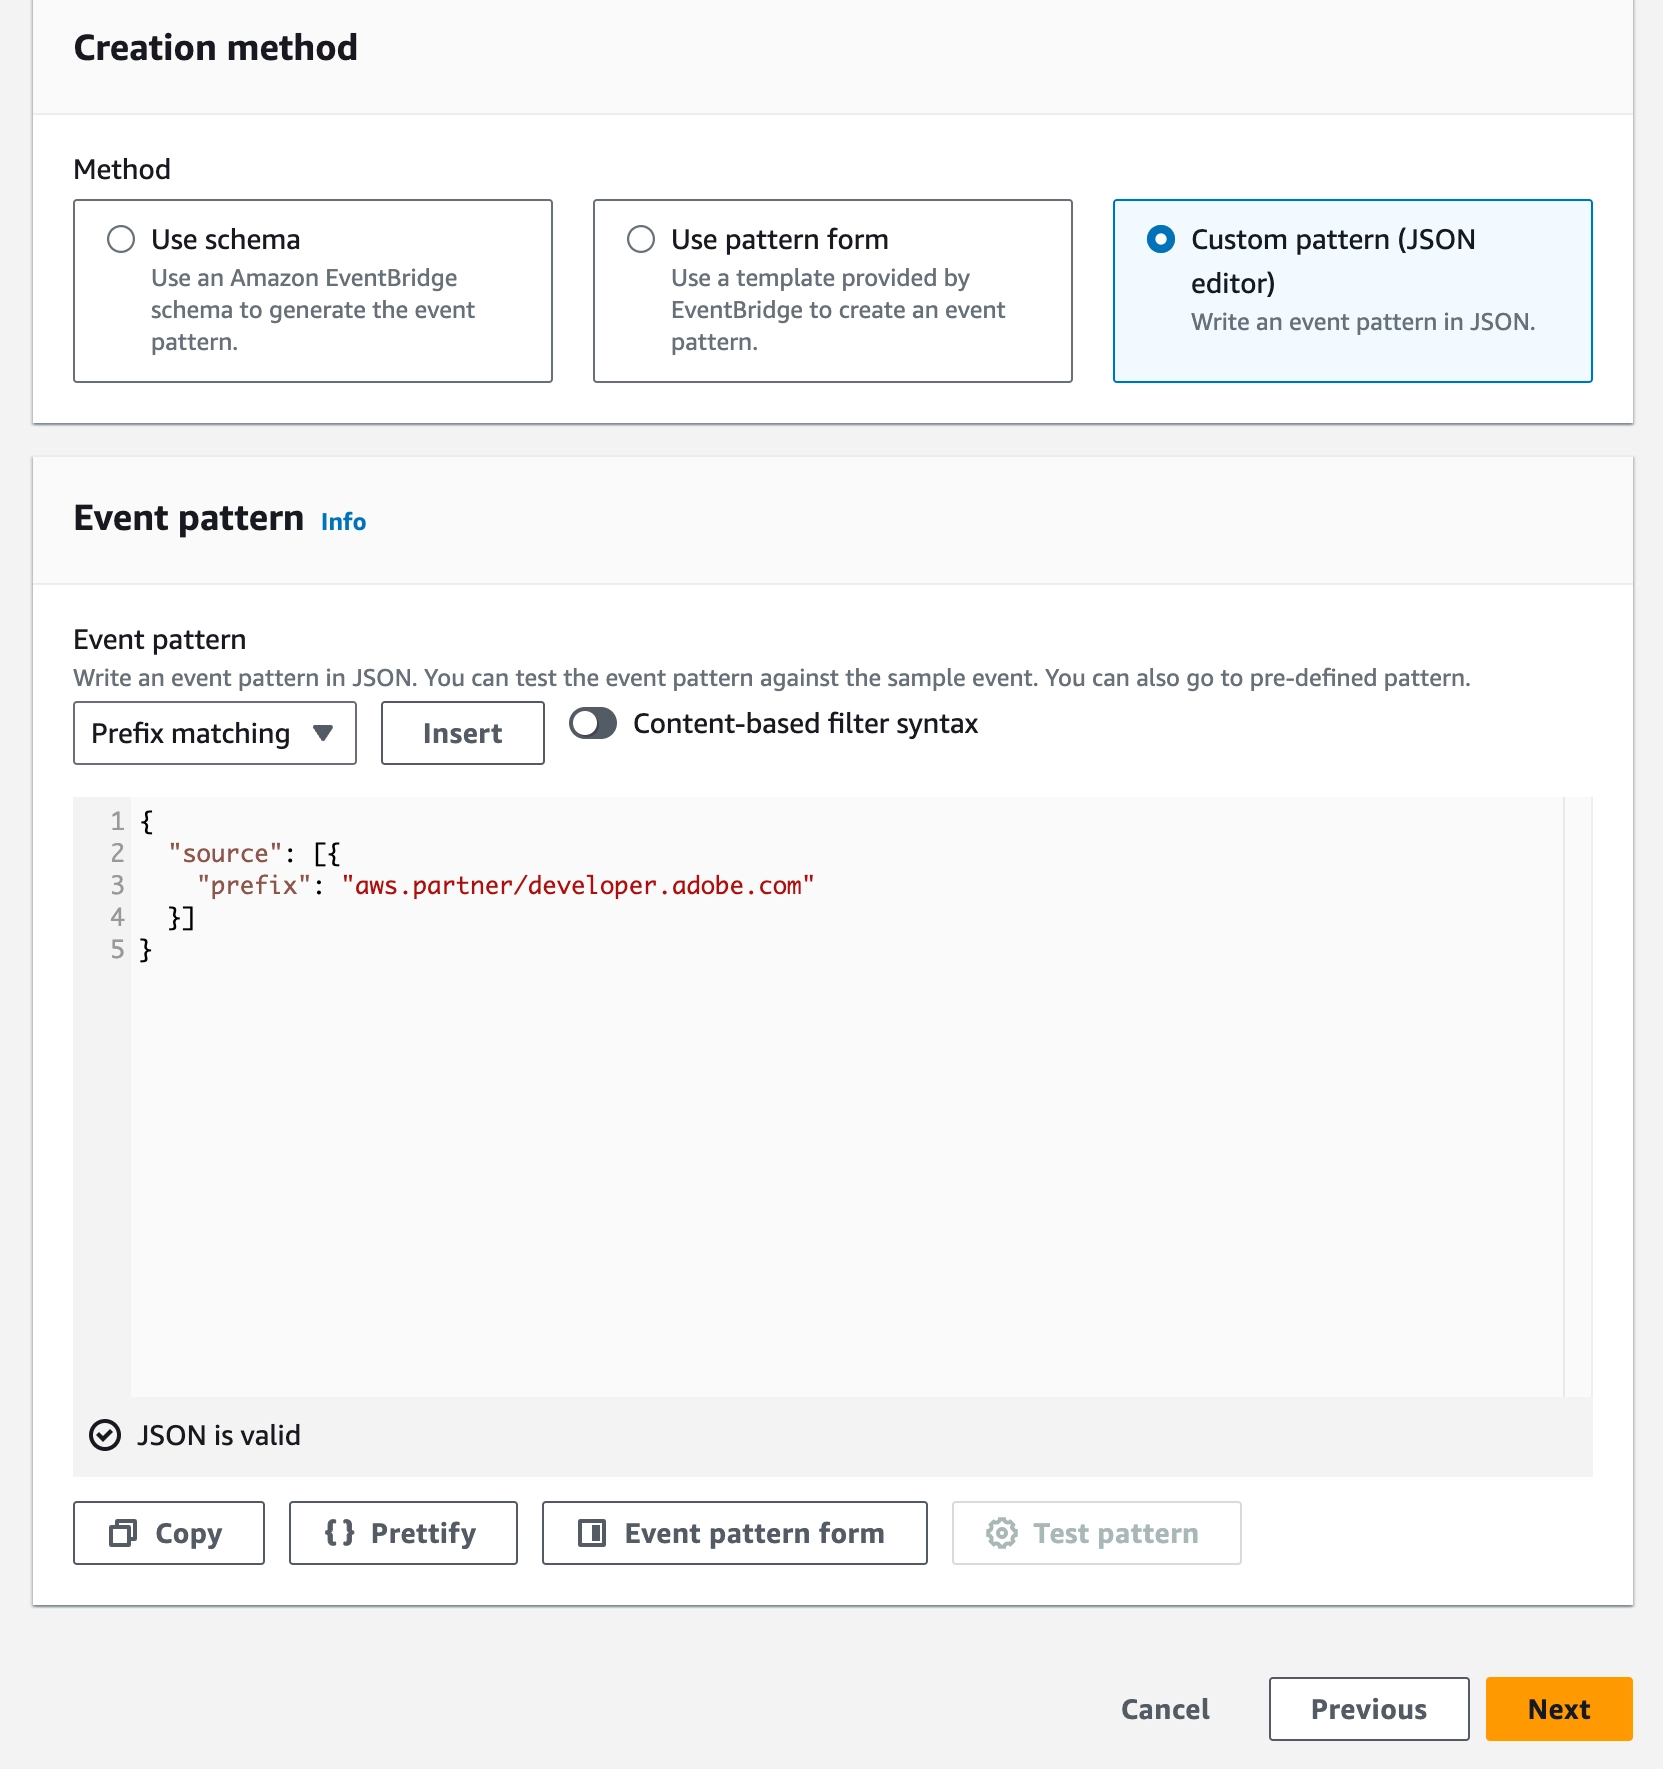 Creation method
Method
Use schema
Use an Amazon EventBridge
schema to generate the event
pattern.
Use pattern form
Use a template provided by
EventBridge to create an event
pattern.
Custom pattern (JSON
editor)
Write an event pattern in JSON.
Event pattern Info
Event pattern
Write an event pattern in JSON. You can test the event pattern against the sample event. You can also go to pre-defined pattern.
Prefix matching Insert Content-based filter syntax
1 {
2   "source": [{
3     "prefix": "aws.partner/developer.adobe.com"
4   }]
5 }
JSON is valid
Copy {} Prettify Event pattern form Test pattern
Cancel Previous Next